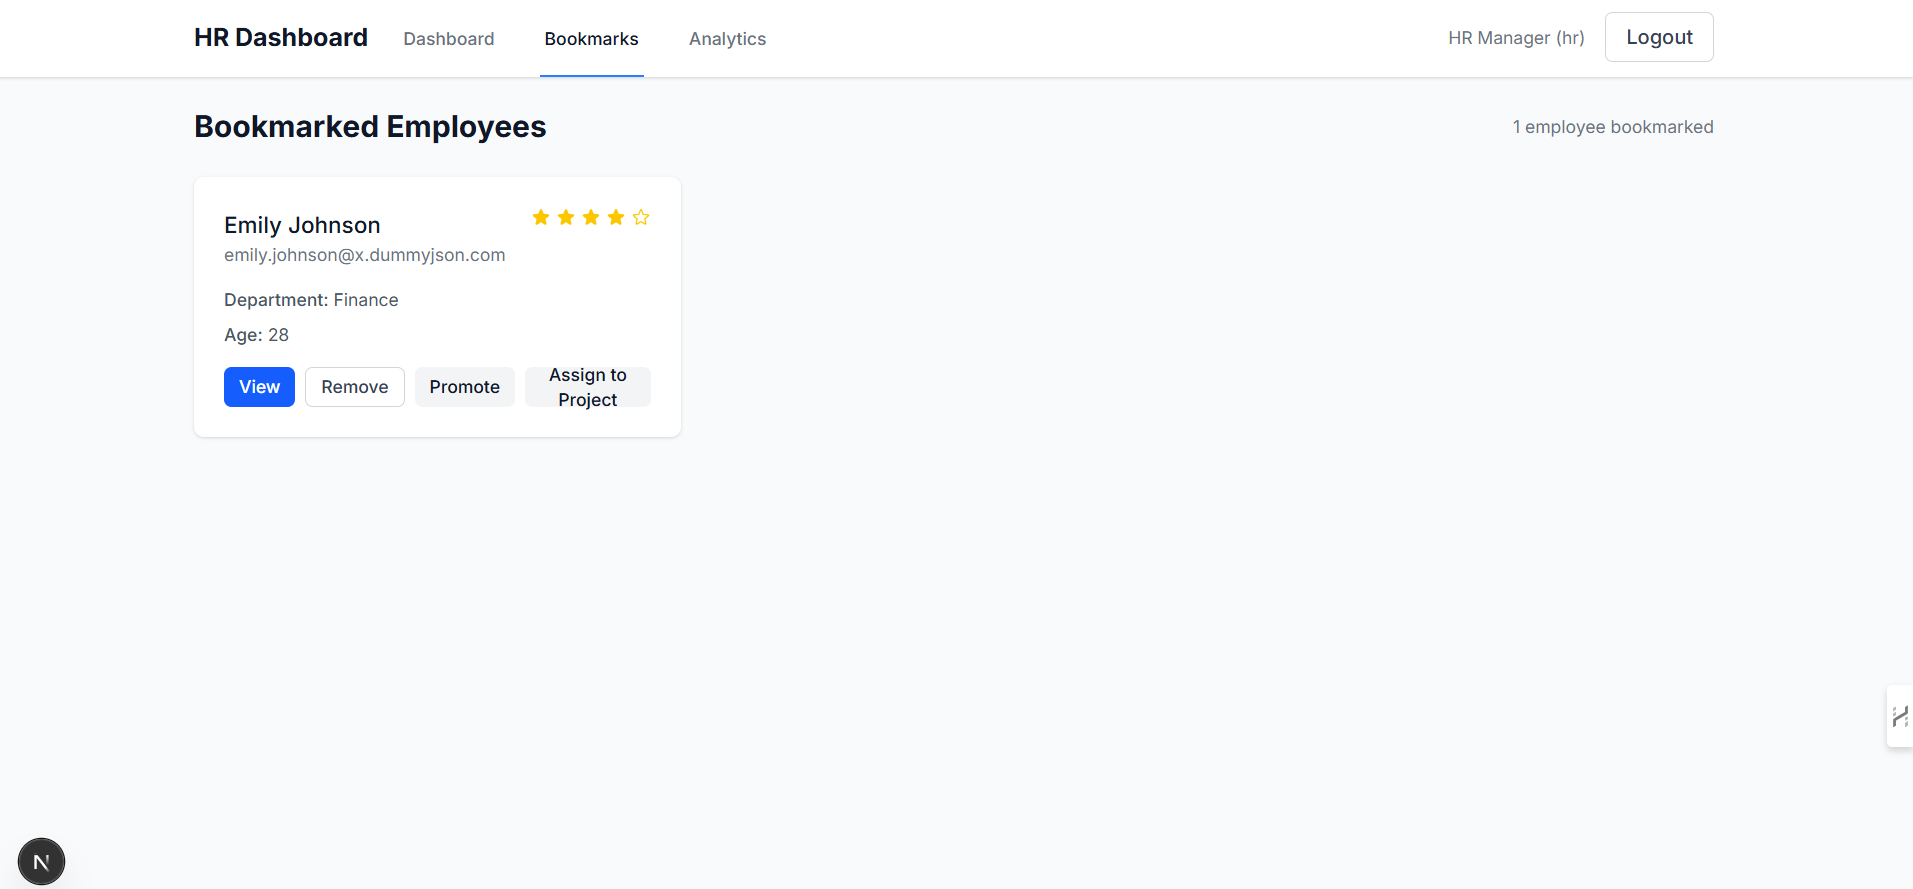 HR Dashboard Dashboard Bookmarks Analytics HR Manager (hr) Logout
Bookmarked Employees 1 employee bookmarked
Emily Johnson
emily.johnson@x.dummyjson.com
Department: Finance
Age: 28
View Remove Promote Assign to
Project
N